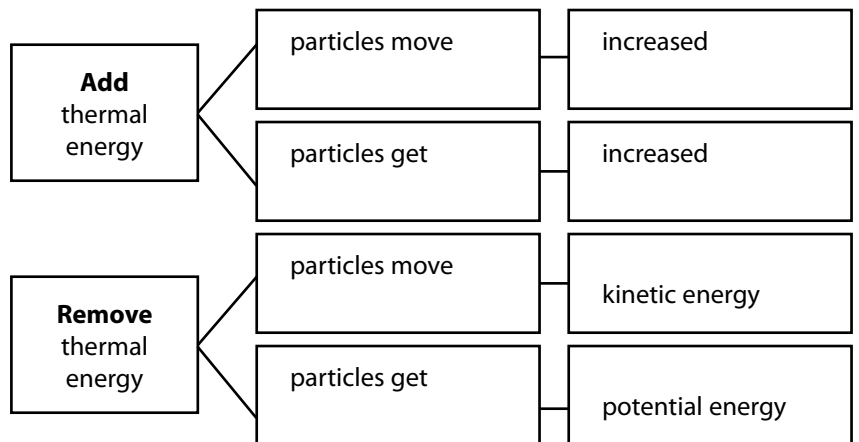 Add
thermal
energy
particles move
increased
particles get
increased
Remove
thermal
energy
particles move
kinetic energy
particles get
potential energy